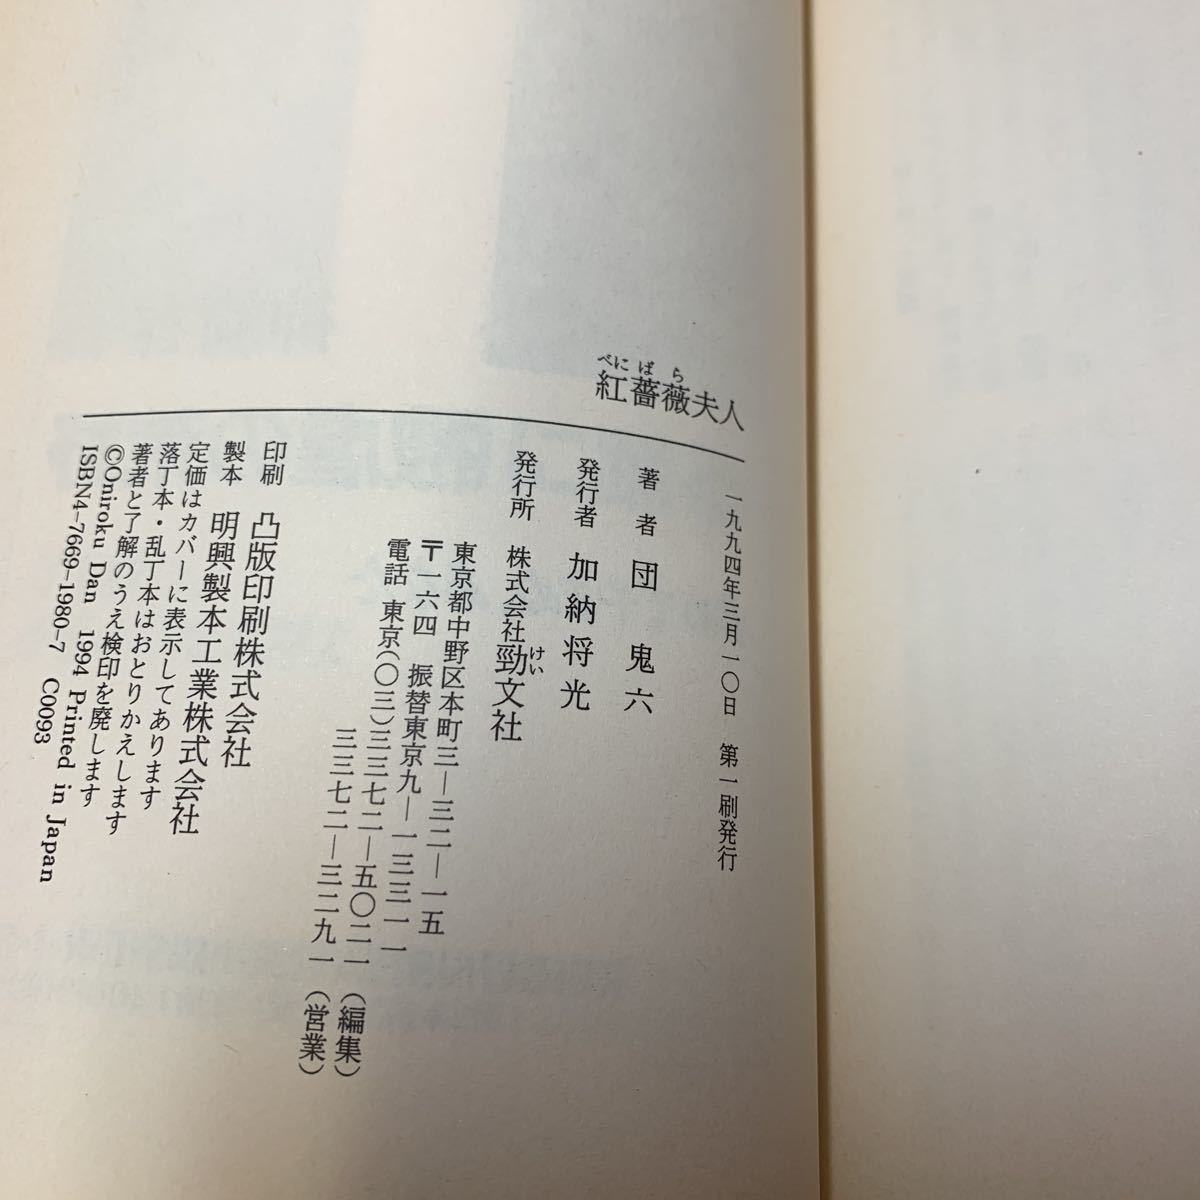 べにばら
紅薔薇夫人
一九九四年三月一〇日 第一刷発行
著者 団 鬼六
発行者 加納将光
発行所 株式会社勁文社
けい
東京都中野区本町三―三二―一五
〒一六四 振替東京九―一三三一一
電話 東京(〇三)三三七二―五〇二一(編集)
三三七二―三二九一(営業)
印刷 凸版印刷株式会社
製本 明興製本工業株式会社
定価はカバーに表示してあります
落丁本・乱丁本はおとりかえします
著者と了解のうえ検印を廃します
©Oniroku Dan 1994 Printed in Japan
ISBN4-7669-1980-7 C0093